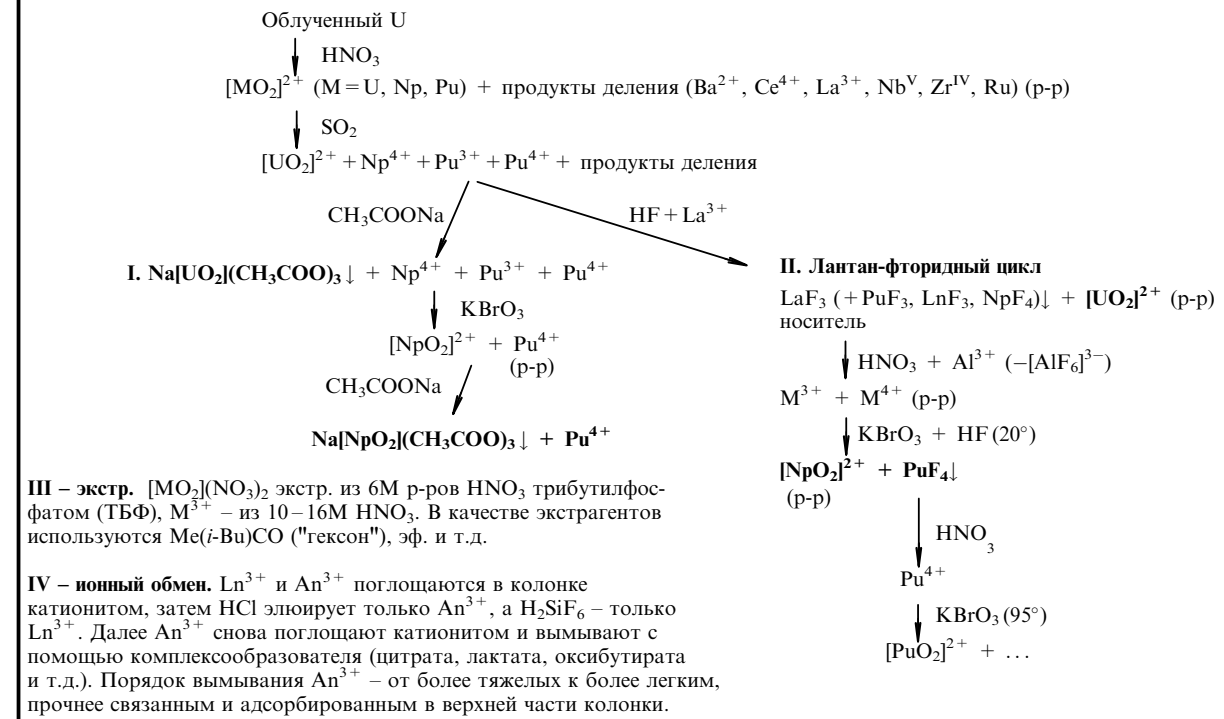 Облученный U
HNO₃
[MO₂]²⁺ (M = U, Np, Pu) + продукты деления (Ba²⁺, Ce⁴⁺, La³⁺, Nbⱽ, Zrᴵⱽ, Ru) (р-р)
SO₂
[UO₂]²⁺ + Np⁴⁺ + Pu³⁺ + Pu⁴⁺ + продукты деления
CH₃COONa
HF + La³⁺
I. Na[UO₂](CH₃COO)₃↓ + Np⁴⁺ + Pu³⁺ + Pu⁴⁺
KBrO₃
[NpO₂]²⁺ + Pu⁴⁺
(р-р)
CH₃COONa
Na[NpO₂](CH₃COO)₃↓ + Pu⁴⁺
II. Лантан-фторидный цикл
LaF₃ (+ PuF₃, LnF₃, NpF₄)↓ + [UO₂]²⁺ (р-р)
носитель
HNO₃ + Al³⁺ (−[AlF₆]³⁻)
M³⁺ + M⁴⁺ (р-р)
KBrO₃ + HF (20°)
[NpO₂]²⁺ + PuF₄↓
(р-р)
HNO₃
Pu⁴⁺
KBrO₃ (95°)
[PuO₂]²⁺ + …
III – экстр. [MO₂](NO₃)₂ экстр. из 6М р-ров HNO₃ трибутилфос-
фатом (ТБФ), M³⁺ – из 10 – 16М HNO₃. В качестве экстрагентов
используются Me(i-Bu)CO ("гексон"), эф. и т.д.
IV – ионный обмен. Ln³⁺ и An³⁺ поглощаются в колонке
катионитом, затем HCl элюирует только An³⁺, а H₂SiF₆ – только
Ln³⁺. Далее An³⁺ снова поглощают катионитом и вымывают с
помощью комплексообразователя (цитрата, лактата, оксибутирата
и т.д.). Порядок вымывания An³⁺ – от более тяжелых к более легким,
прочнее связанным и адсорбированным в верхней части колонки.